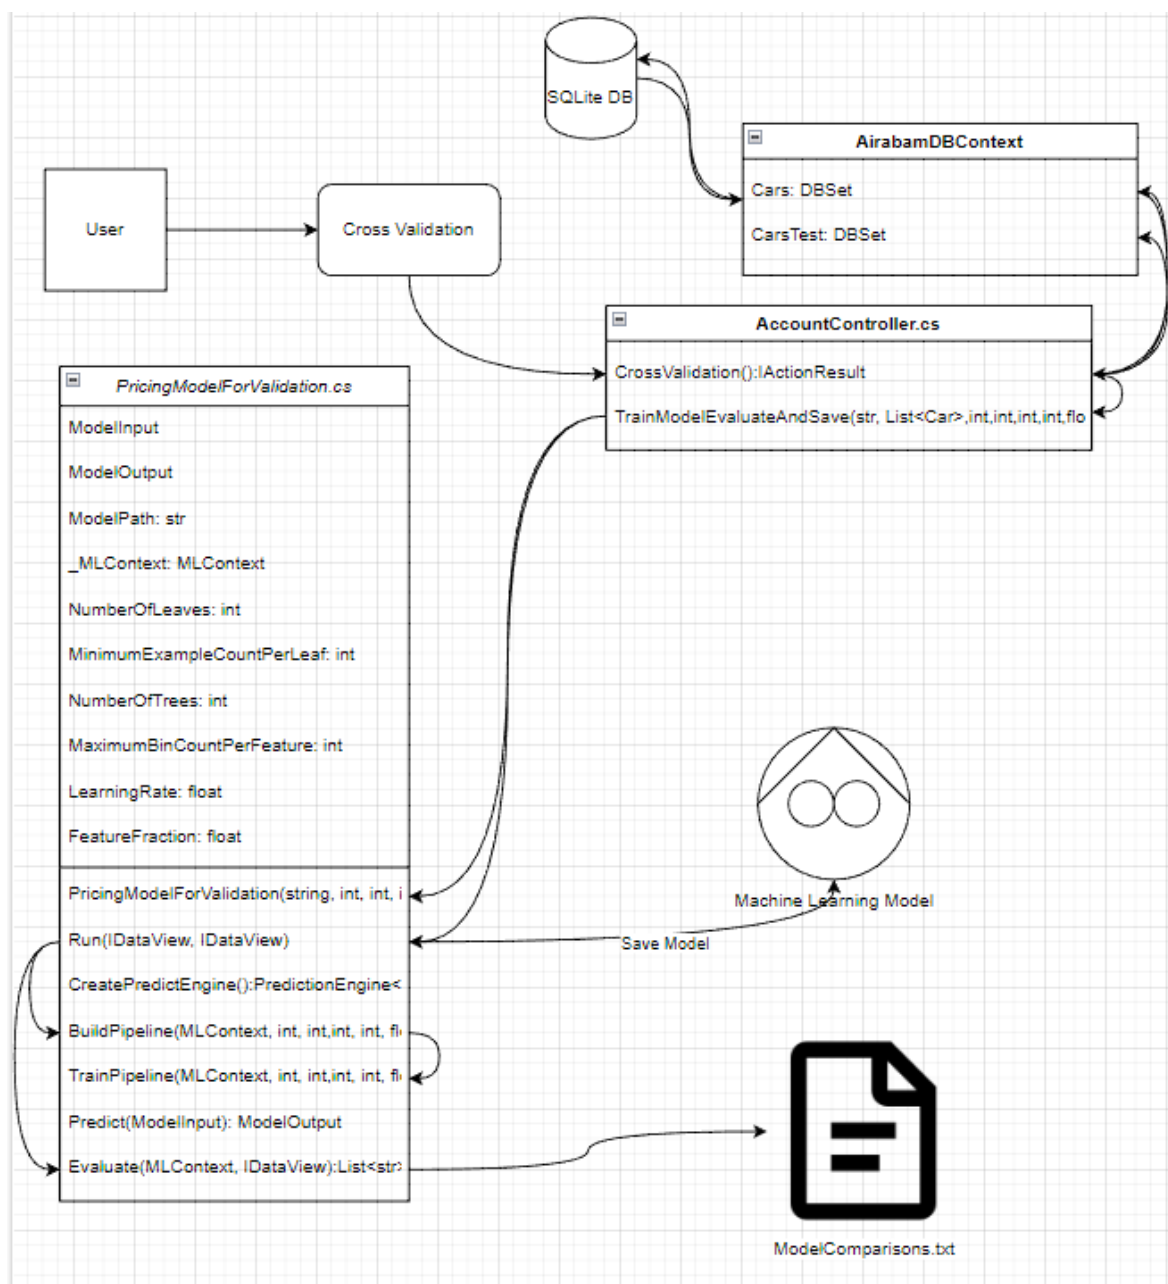 SQLite DB
AirabamDBContext
Cars: DBSet
CarsTest: DBSet
User
Cross Validation
AccountController.cs
CrossValidation():IActionResult
TrainModelEvaluateAndSave(str, List<Car>,int,int,int,int,flo
PricingModelForValidation.cs
ModelInput
ModelOutput
ModelPath: str
_MLContext: MLContext
NumberOfLeaves: int
MinimumExampleCountPerLeaf: int
NumberOfTrees: int
MaximumBinCountPerFeature: int
LearningRate: float
FeatureFraction: float
PricingModelForValidation(string, int, int, i
Run(IDataView, IDataView)
CreatePredictEngine():PredictionEngine<
BuildPipeline(MLContext, int, int,int, int, fl
TrainPipeline(MLContext, int, int,int, int, fl
Predict(ModelInput): ModelOutput
Evaluate(MLContext, IDataView):List<str>
Machine Learning Model
Save Model
ModelComparisons.txt